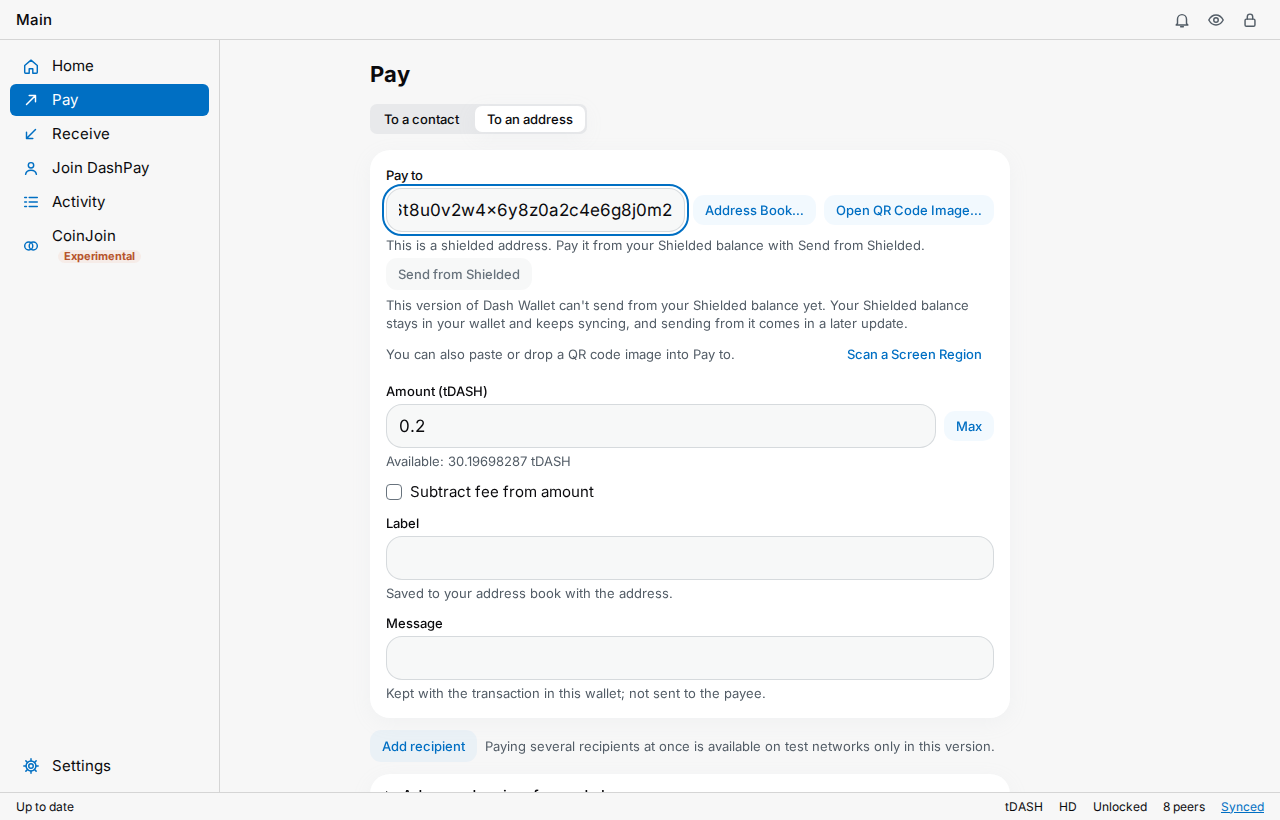 Main
Home
Pay
Receive
Join DashPay
Activity
CoinJoin
Experimental
Settings
Pay
To a contact
To an address
Pay to
t8u0v2w4×6y8z0a2c4e6g8j0m2
Address Book...
Open QR Code Image...
This is a shielded address. Pay it from your Shielded balance with Send from Shielded.
Send from Shielded
This version of Dash Wallet can't send from your Shielded balance yet. Your Shielded balance
stays in your wallet and keeps syncing, and sending from it comes in a later update.
You can also paste or drop a QR code image into Pay to.
Scan a Screen Region
Amount (tDASH)
0.2
Max
Available: 30.19698287 tDASH
Subtract fee from amount
Label
Saved to your address book with the address.
Message
Kept with the transaction in this wallet; not sent to the payee.
Add recipient
Paying several recipients at once is available on test networks only in this version.
Up to date
tDASH
HD
Unlocked
8 peers
Synced